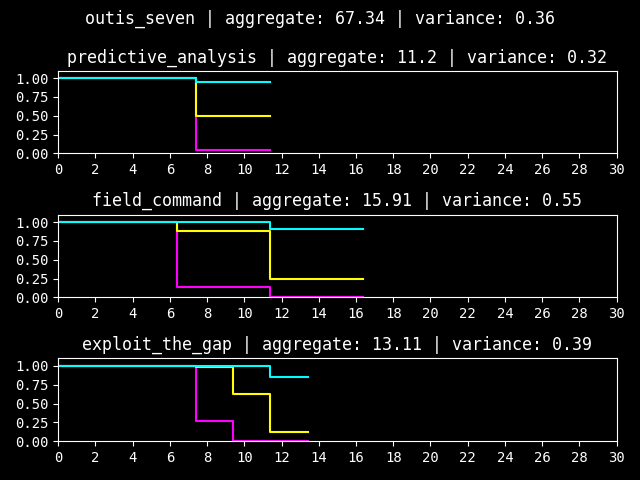 outis_seven | aggregate: 67.34 | variance: 0.36
predictive_analysis | aggregate: 11.2 | variance: 0.32
1.00
0.75
0.50
0.25
0.00
0 2 4 6 8 10 12 14 16 18 20 22 24 26 28 30
field_command | aggregate: 15.91 | variance: 0.55
1.00
0.75
0.50
0.25
0.00
0 2 4 6 8 10 12 14 16 18 20 22 24 26 28 30
exploit_the_gap | aggregate: 13.11 | variance: 0.39
1.00
0.75
0.50
0.25
0.00
0 2 4 6 8 10 12 14 16 18 20 22 24 26 28 30